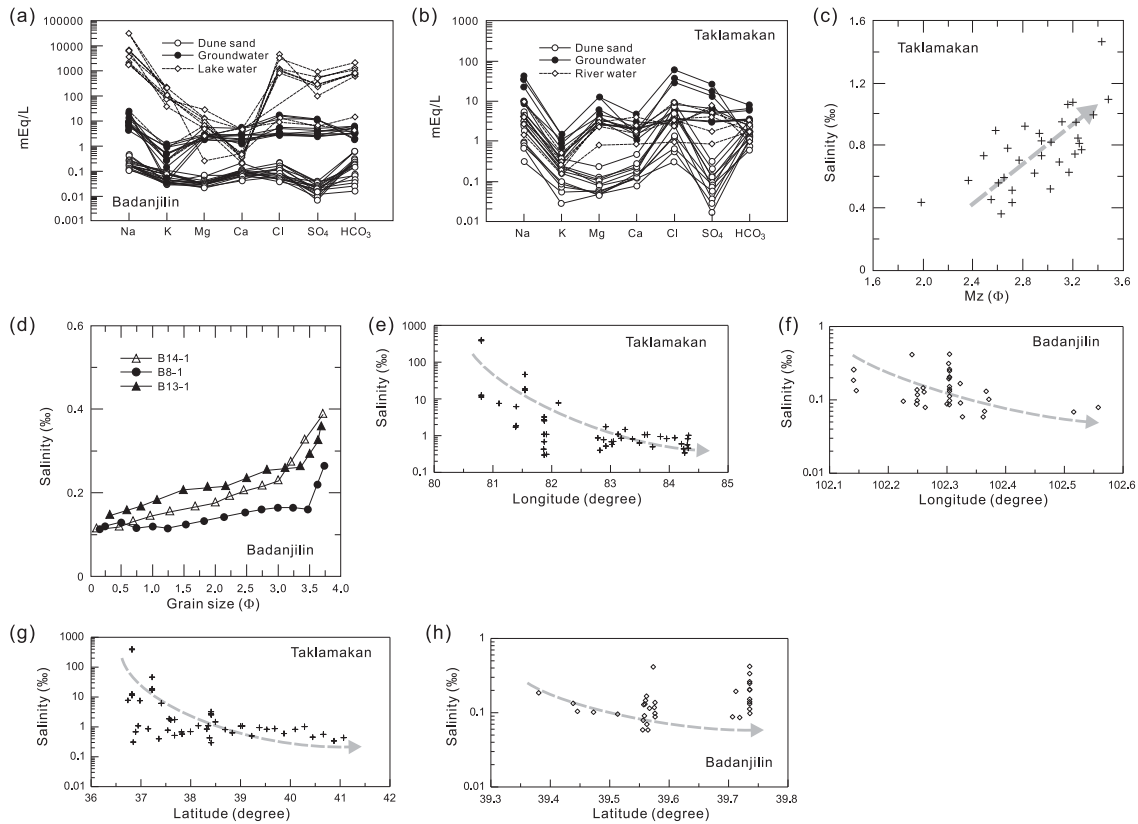 (a)
100000
10000
1000
100
10
1
0.1
0.01
0.001
mEq/L
Dune sand
Groundwater
Lake water
Badanjilin
Na K Mg Ca Cl SO₄ HCO₃
(b)
100
10
1
0.1
0.01
mEq/L
Taklamakan
Dune sand
Groundwater
River water
Na K Mg Ca Cl SO₄ HCO₃
(c)
1.6
1.2
0.8
0.4
0
Salinity (‰)
Taklamakan
1.6 2.0 2.4 2.8 3.2 3.6
Mz (Φ)
(d)
0.6
0.4
0.2
0
Salinity (‰)
B14-1
B8-1
B13-1
Badanjilin
0 0.5 1.0 1.5 2.0 2.5 3.0 3.5 4.0
Grain size (Φ)
(e)
1000
100
10
1
0.1
Salinity (‰)
Taklamakan
80 81 82 83 84 85
Longitude (degree)
(f)
1
0.1
0.01
Salinity (‰)
Badanjilin
102.1 102.2 102.3 102.4 102.5 102.6
Longitude (degree)
(g)
1000
100
10
1
0.1
0.01
Salinity (‰)
Taklamakan
36 37 38 39 40 41 42
Latitude (degree)
(h)
1
0.1
0.01
Salinity (‰)
Badanjilin
39.3 39.4 39.5 39.6 39.7 39.8
Latitude (degree)